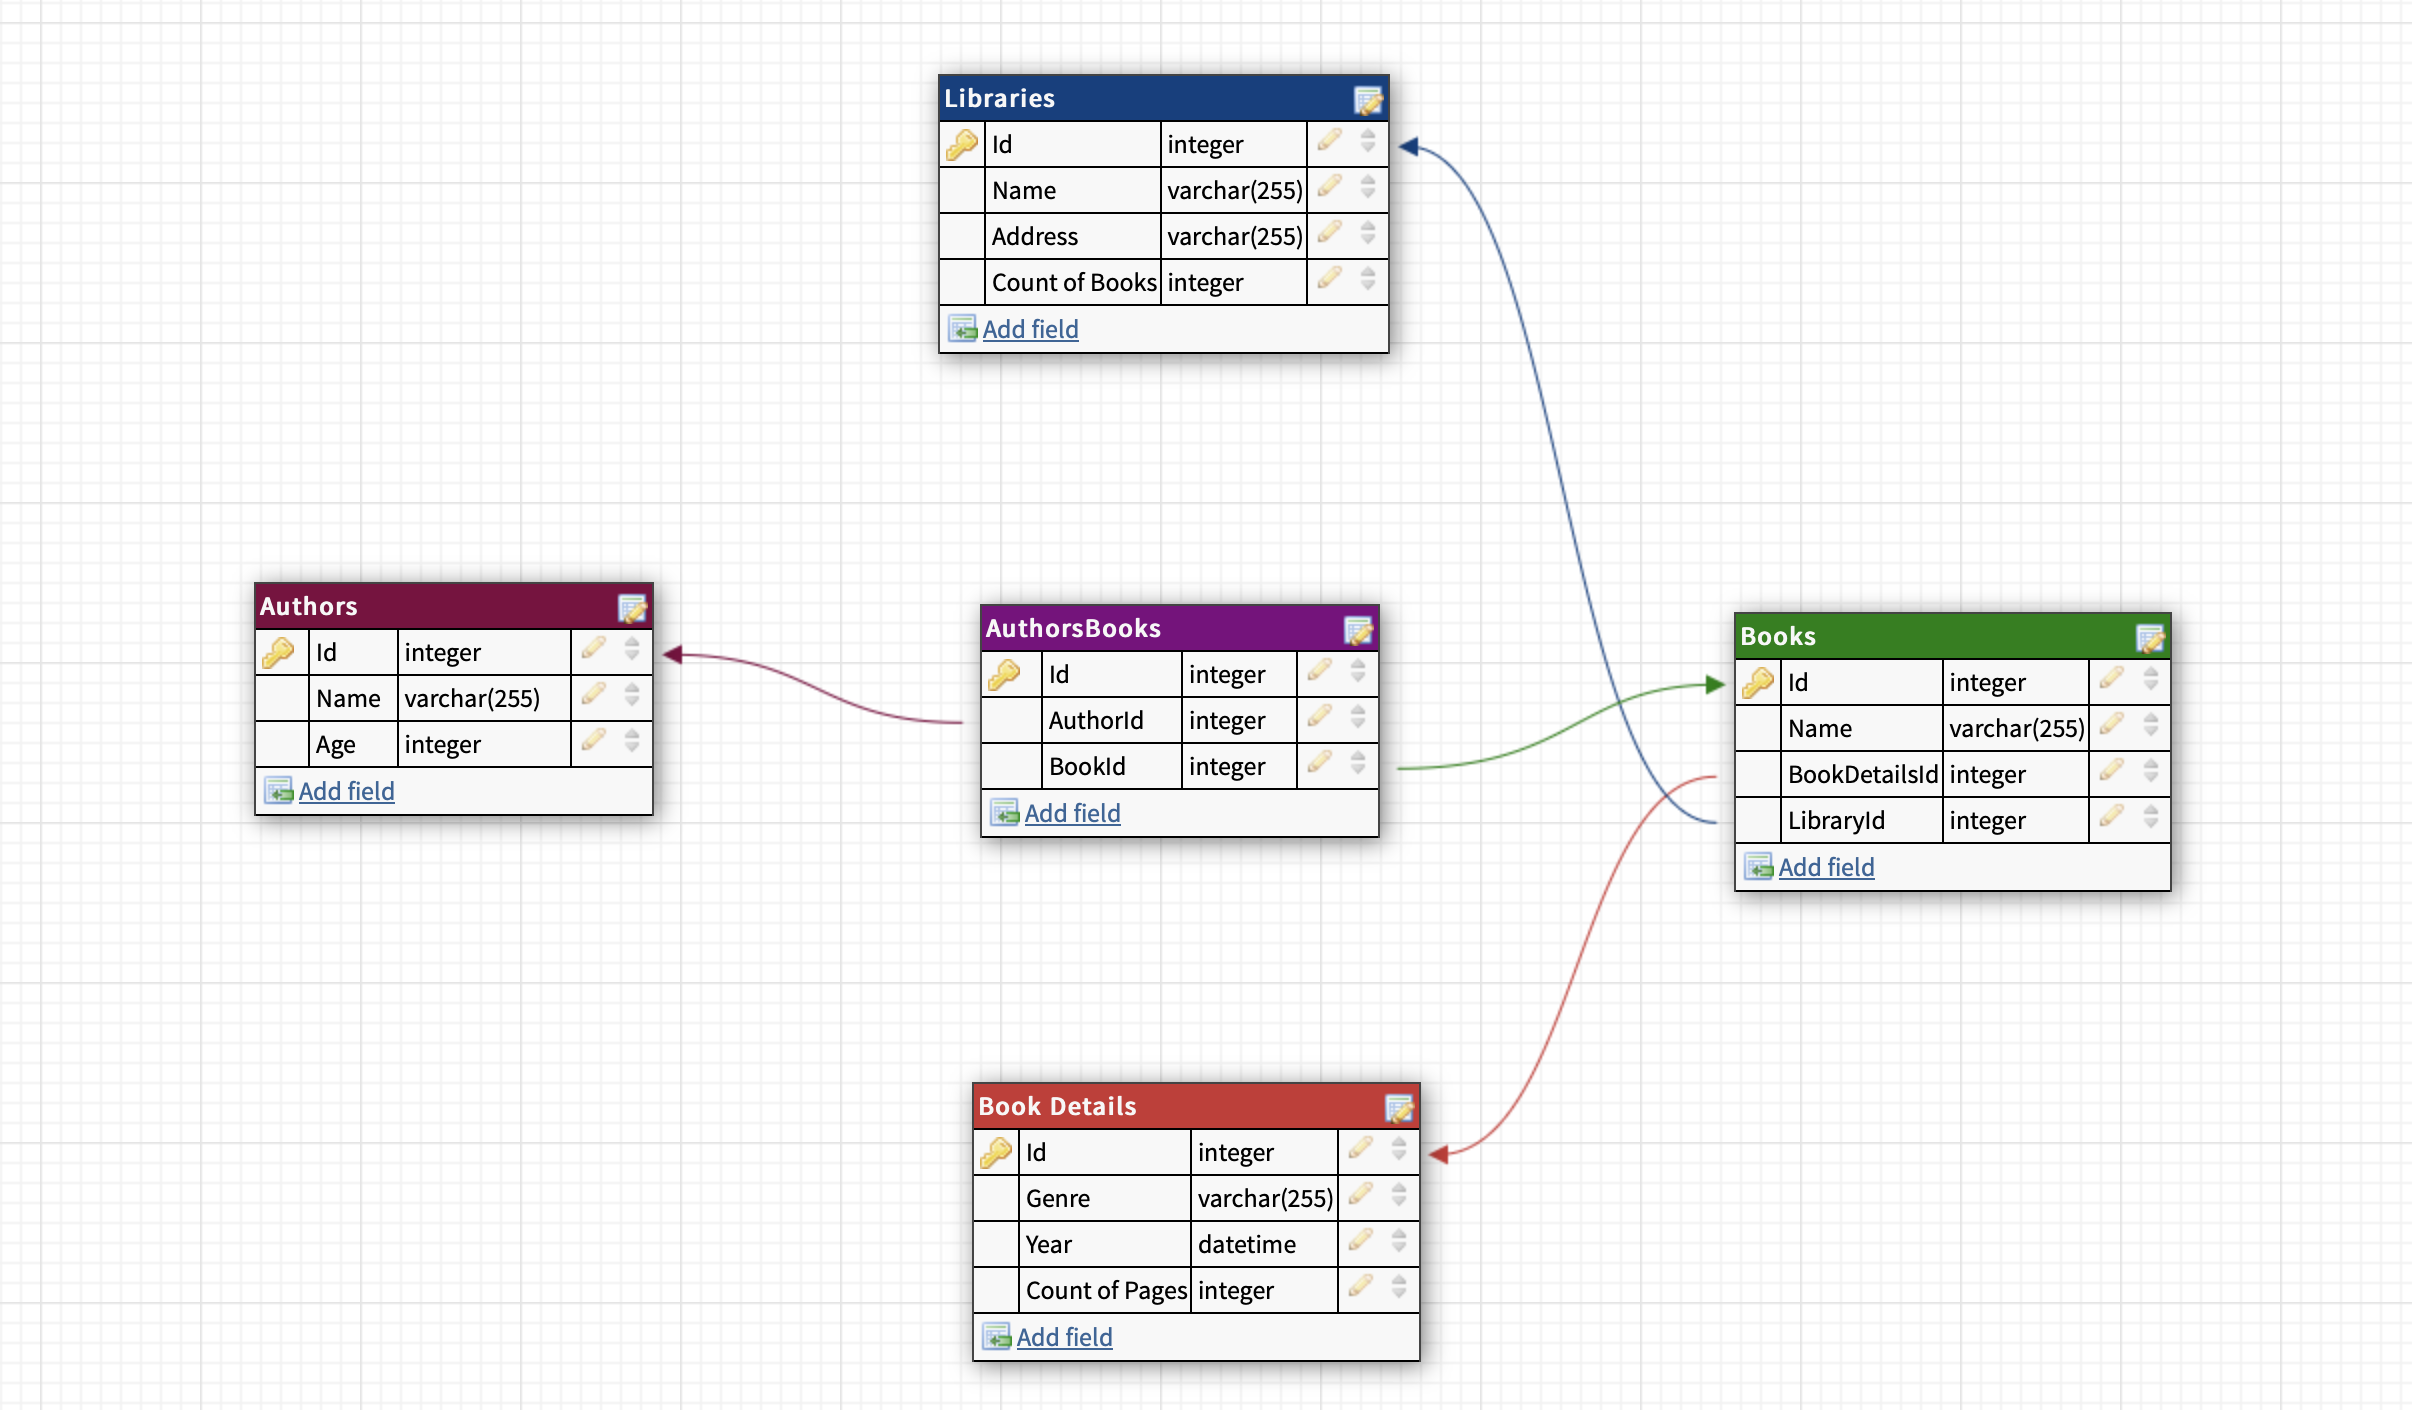 Libraries
Id integer
Name varchar(255)
Address varchar(255)
Count of Books integer
Add field
Authors
Id integer
Name varchar(255)
Age integer
Add field
AuthorsBooks
Id integer
AuthorId integer
BookId integer
Add field
Books
Id integer
Name varchar(255)
BookDetailsId integer
LibraryId integer
Add field
Book Details
Id integer
Genre varchar(255)
Year datetime
Count of Pages integer
Add field